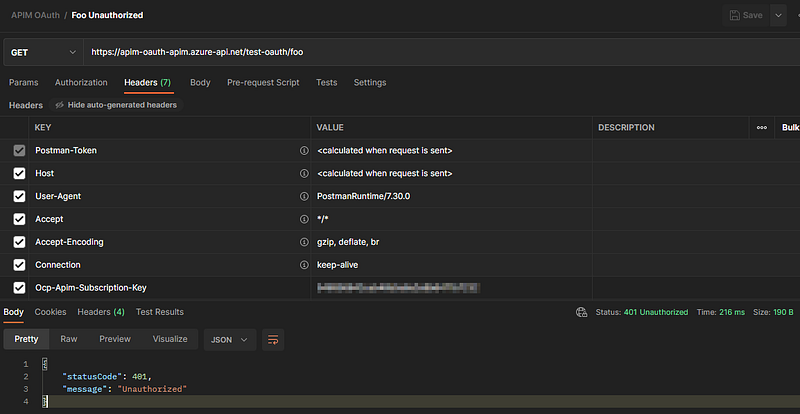 APIM OAuth / Foo Unauthorized
Save
GET https://apim-oauth-apim.azure-api.net/test-oauth/foo
Params Authorization Headers (7) Body Pre-request Script Tests Settings
Headers Hide auto-generated headers
KEY VALUE DESCRIPTION Bulk
Postman-Token <calculated when request is sent>
Host <calculated when request is sent>
User-Agent PostmanRuntime/7.30.0
Accept */*
Accept-Encoding gzip, deflate, br
Connection keep-alive
Ocp-Apim-Subscription-Key
Body Cookies Headers (4) Test Results Status: 401 Unauthorized Time: 216 ms Size: 190 B
Pretty Raw Preview Visualize JSON
1 {
2 "statusCode": 401,
3 "message": "Unauthorized"
4 }